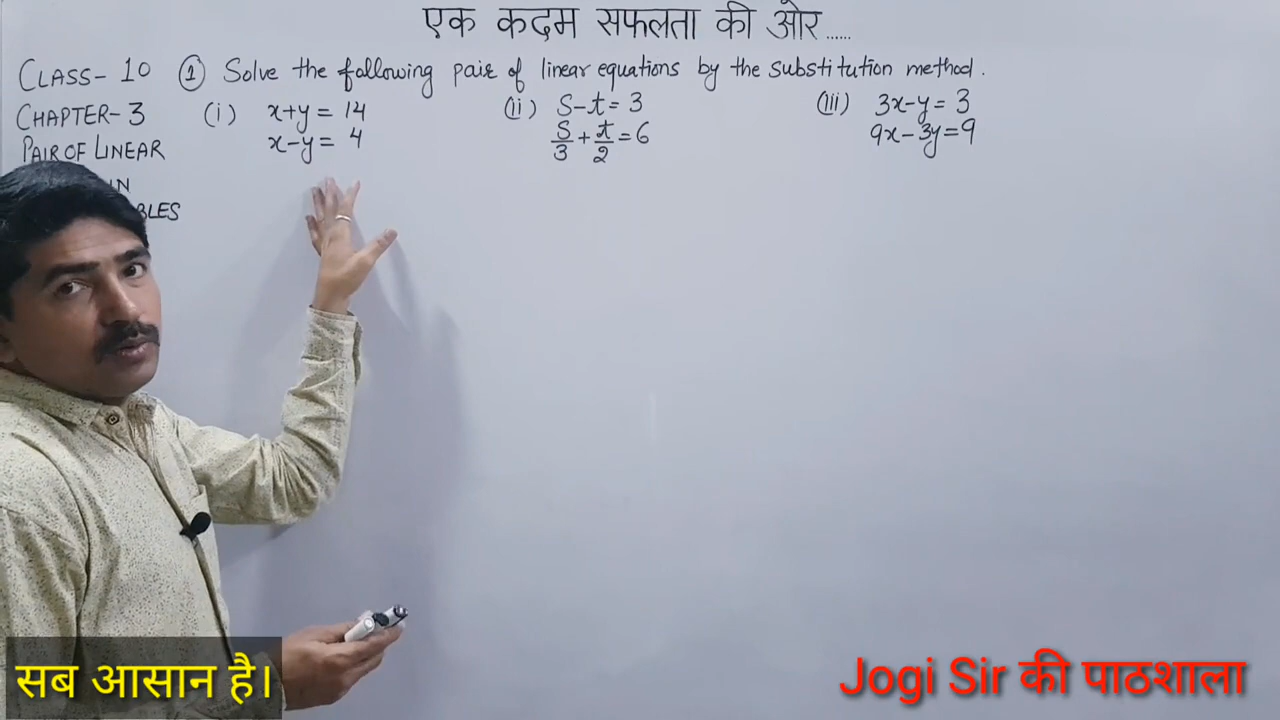 एक कदम सफलता की ओर......
CLASS-10
CHAPTER-3
PAIR OF LINEAR
IN
BLES
① Solve the following pair of linear equations by the substitution method.
(i) x+y = 14
x-y = 4
(ii) S-t = 3
S/3 + t/2 = 6
(iii) 3x-y = 3
9x-3y=9
सब आसान है।
Jogi Sir की पाठशाला